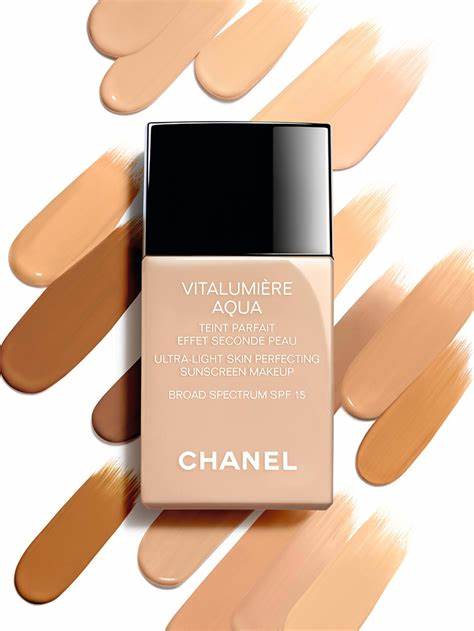 VITALUMIÈRE
AQUA
TEINT PARFAIT
EFFET SECONDE PEAU
ULTRA-LIGHT SKIN PERFECTING
SUNSCREEN MAKEUP
BROAD SPECTRUM SPF 15
CHANEL